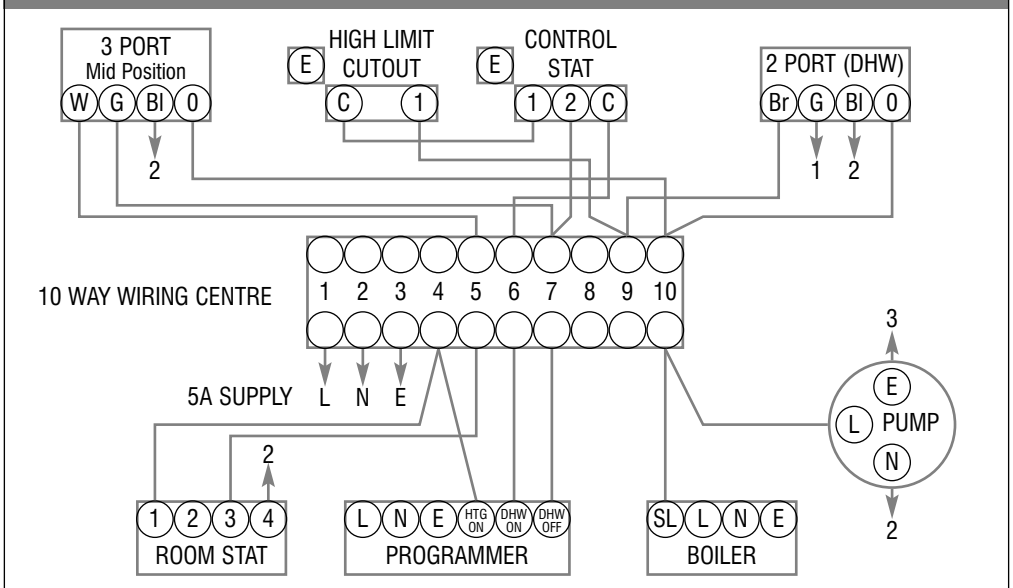 3 PORT
Mid Position
W G Bl 0
2
E
HIGH LIMIT
CUTOUT
C 1
E
CONTROL
STAT
1 2 C
2 PORT (DHW)
Br G Bl 0
1 2
10 WAY WIRING CENTRE
1 2 3 4 5 6 7 8 9 10
5A SUPPLY L N E
3
E
L PUMP
N
2
2
1 2 3 4
ROOM STAT
L N E HTG ON DHW ON DHW OFF
PROGRAMMER
SL L N E
BOILER